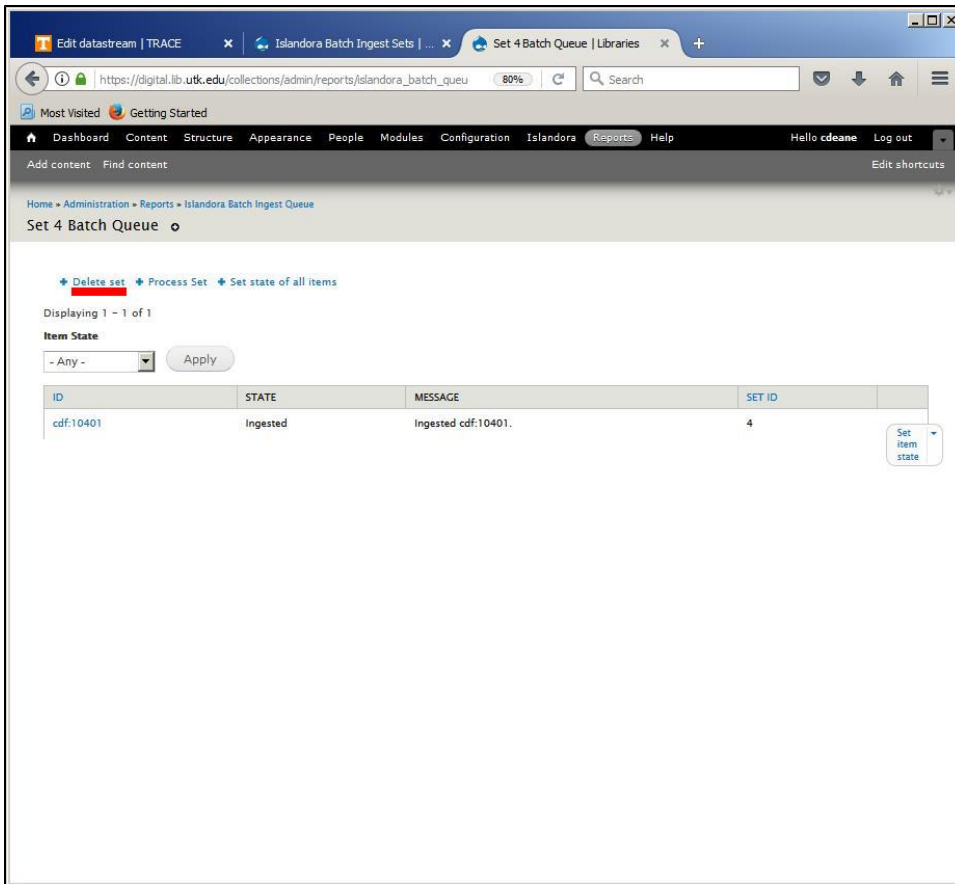 Edit datastream | TRACE Islandora Batch Ingest Sets | ... Set 4 Batch Queue | Libraries
https://digital.lib.utk.edu/collections/admin/reports/islandora_batch_queu 80% Search
Most Visited Getting Started
Dashboard Content Structure Appearance People Modules Configuration Islandora Reports Help Hello cdeane Log out
Add content Find content Edit shortcuts
Home » Administration » Reports » Islandora Batch Ingest Queue
Set 4 Batch Queue
Delete set Process Set Set state of all items
Displaying 1 - 1 of 1
Item State
- Any - Apply
ID STATE MESSAGE SET ID
cdf:10401 Ingested Ingested cdf:10401. 4
Set
item
state